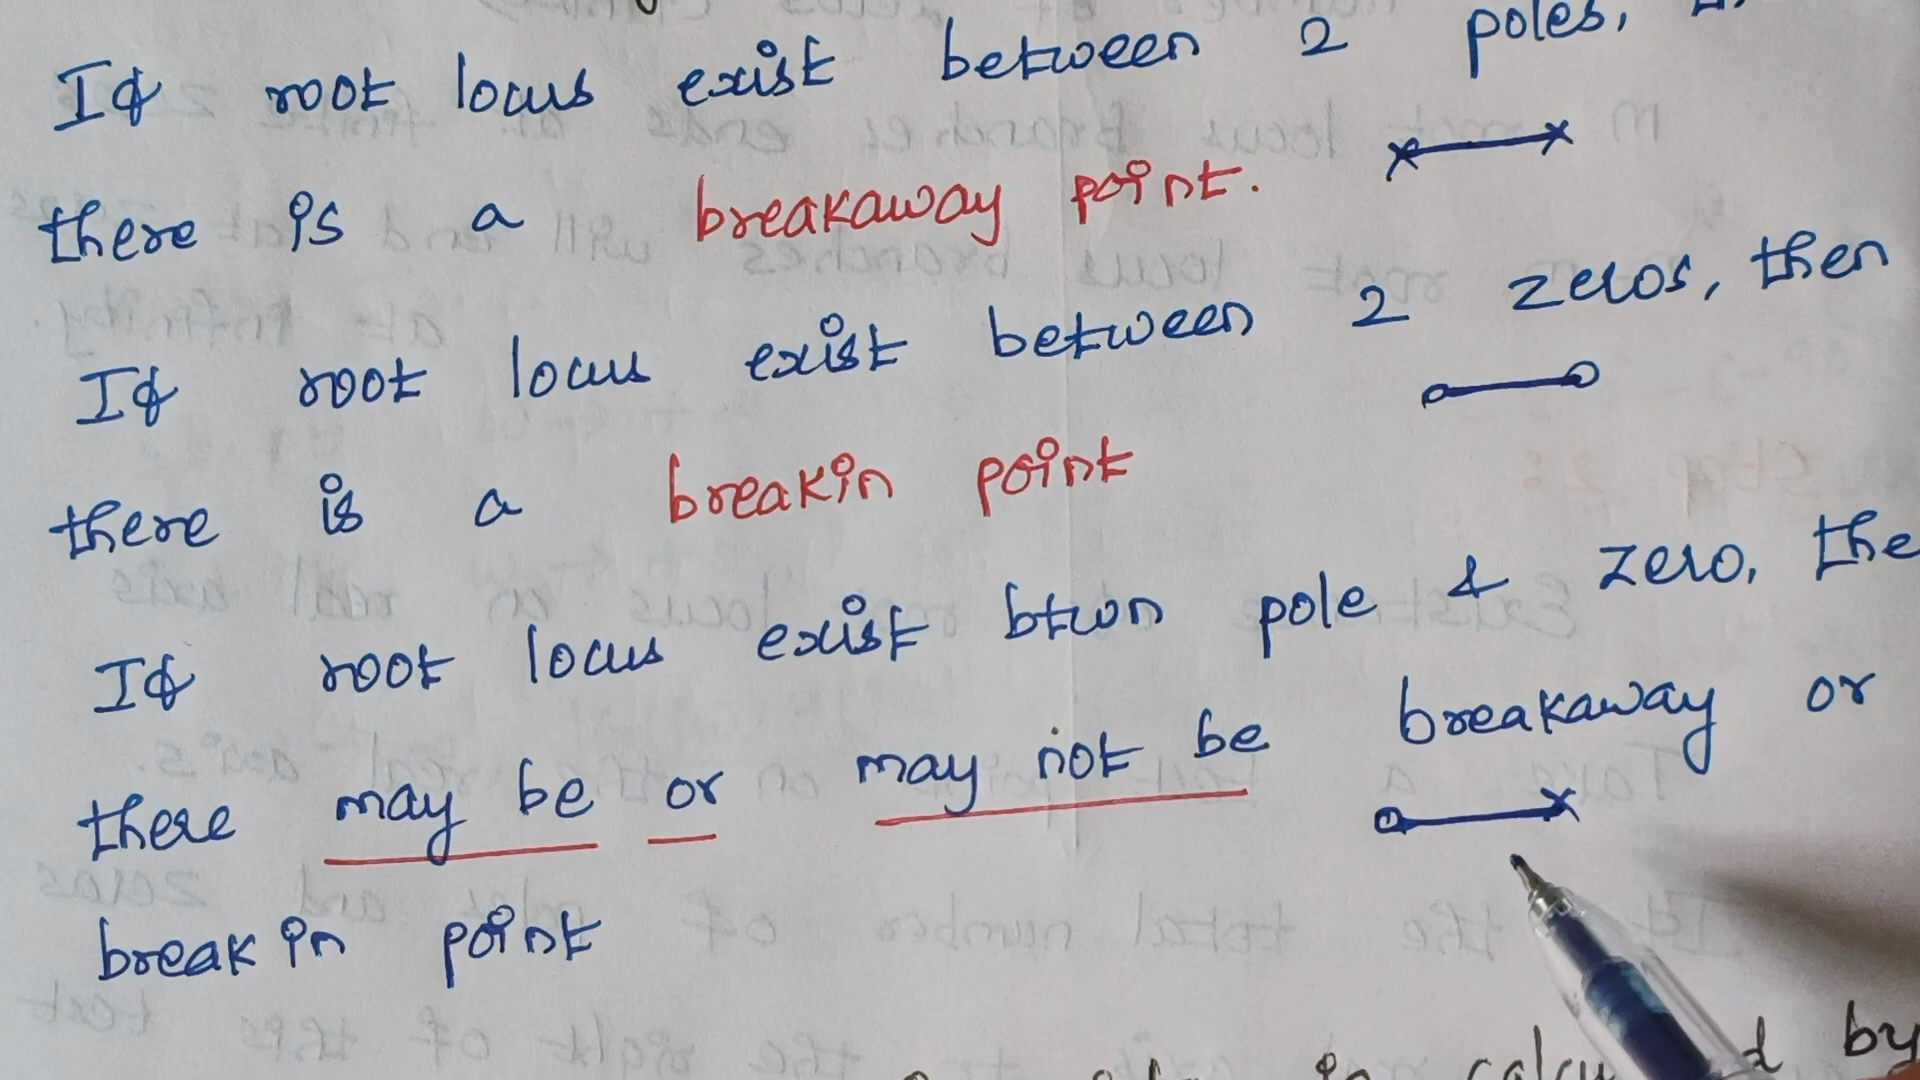 If root locus exist between 2 poles,
there is a breakaway point.
If root locus exist between 2 zeros, then
there is a breakin point
If root locus exist btwn pole & zero, the
there may be or may not be breakaway or
break in point
by